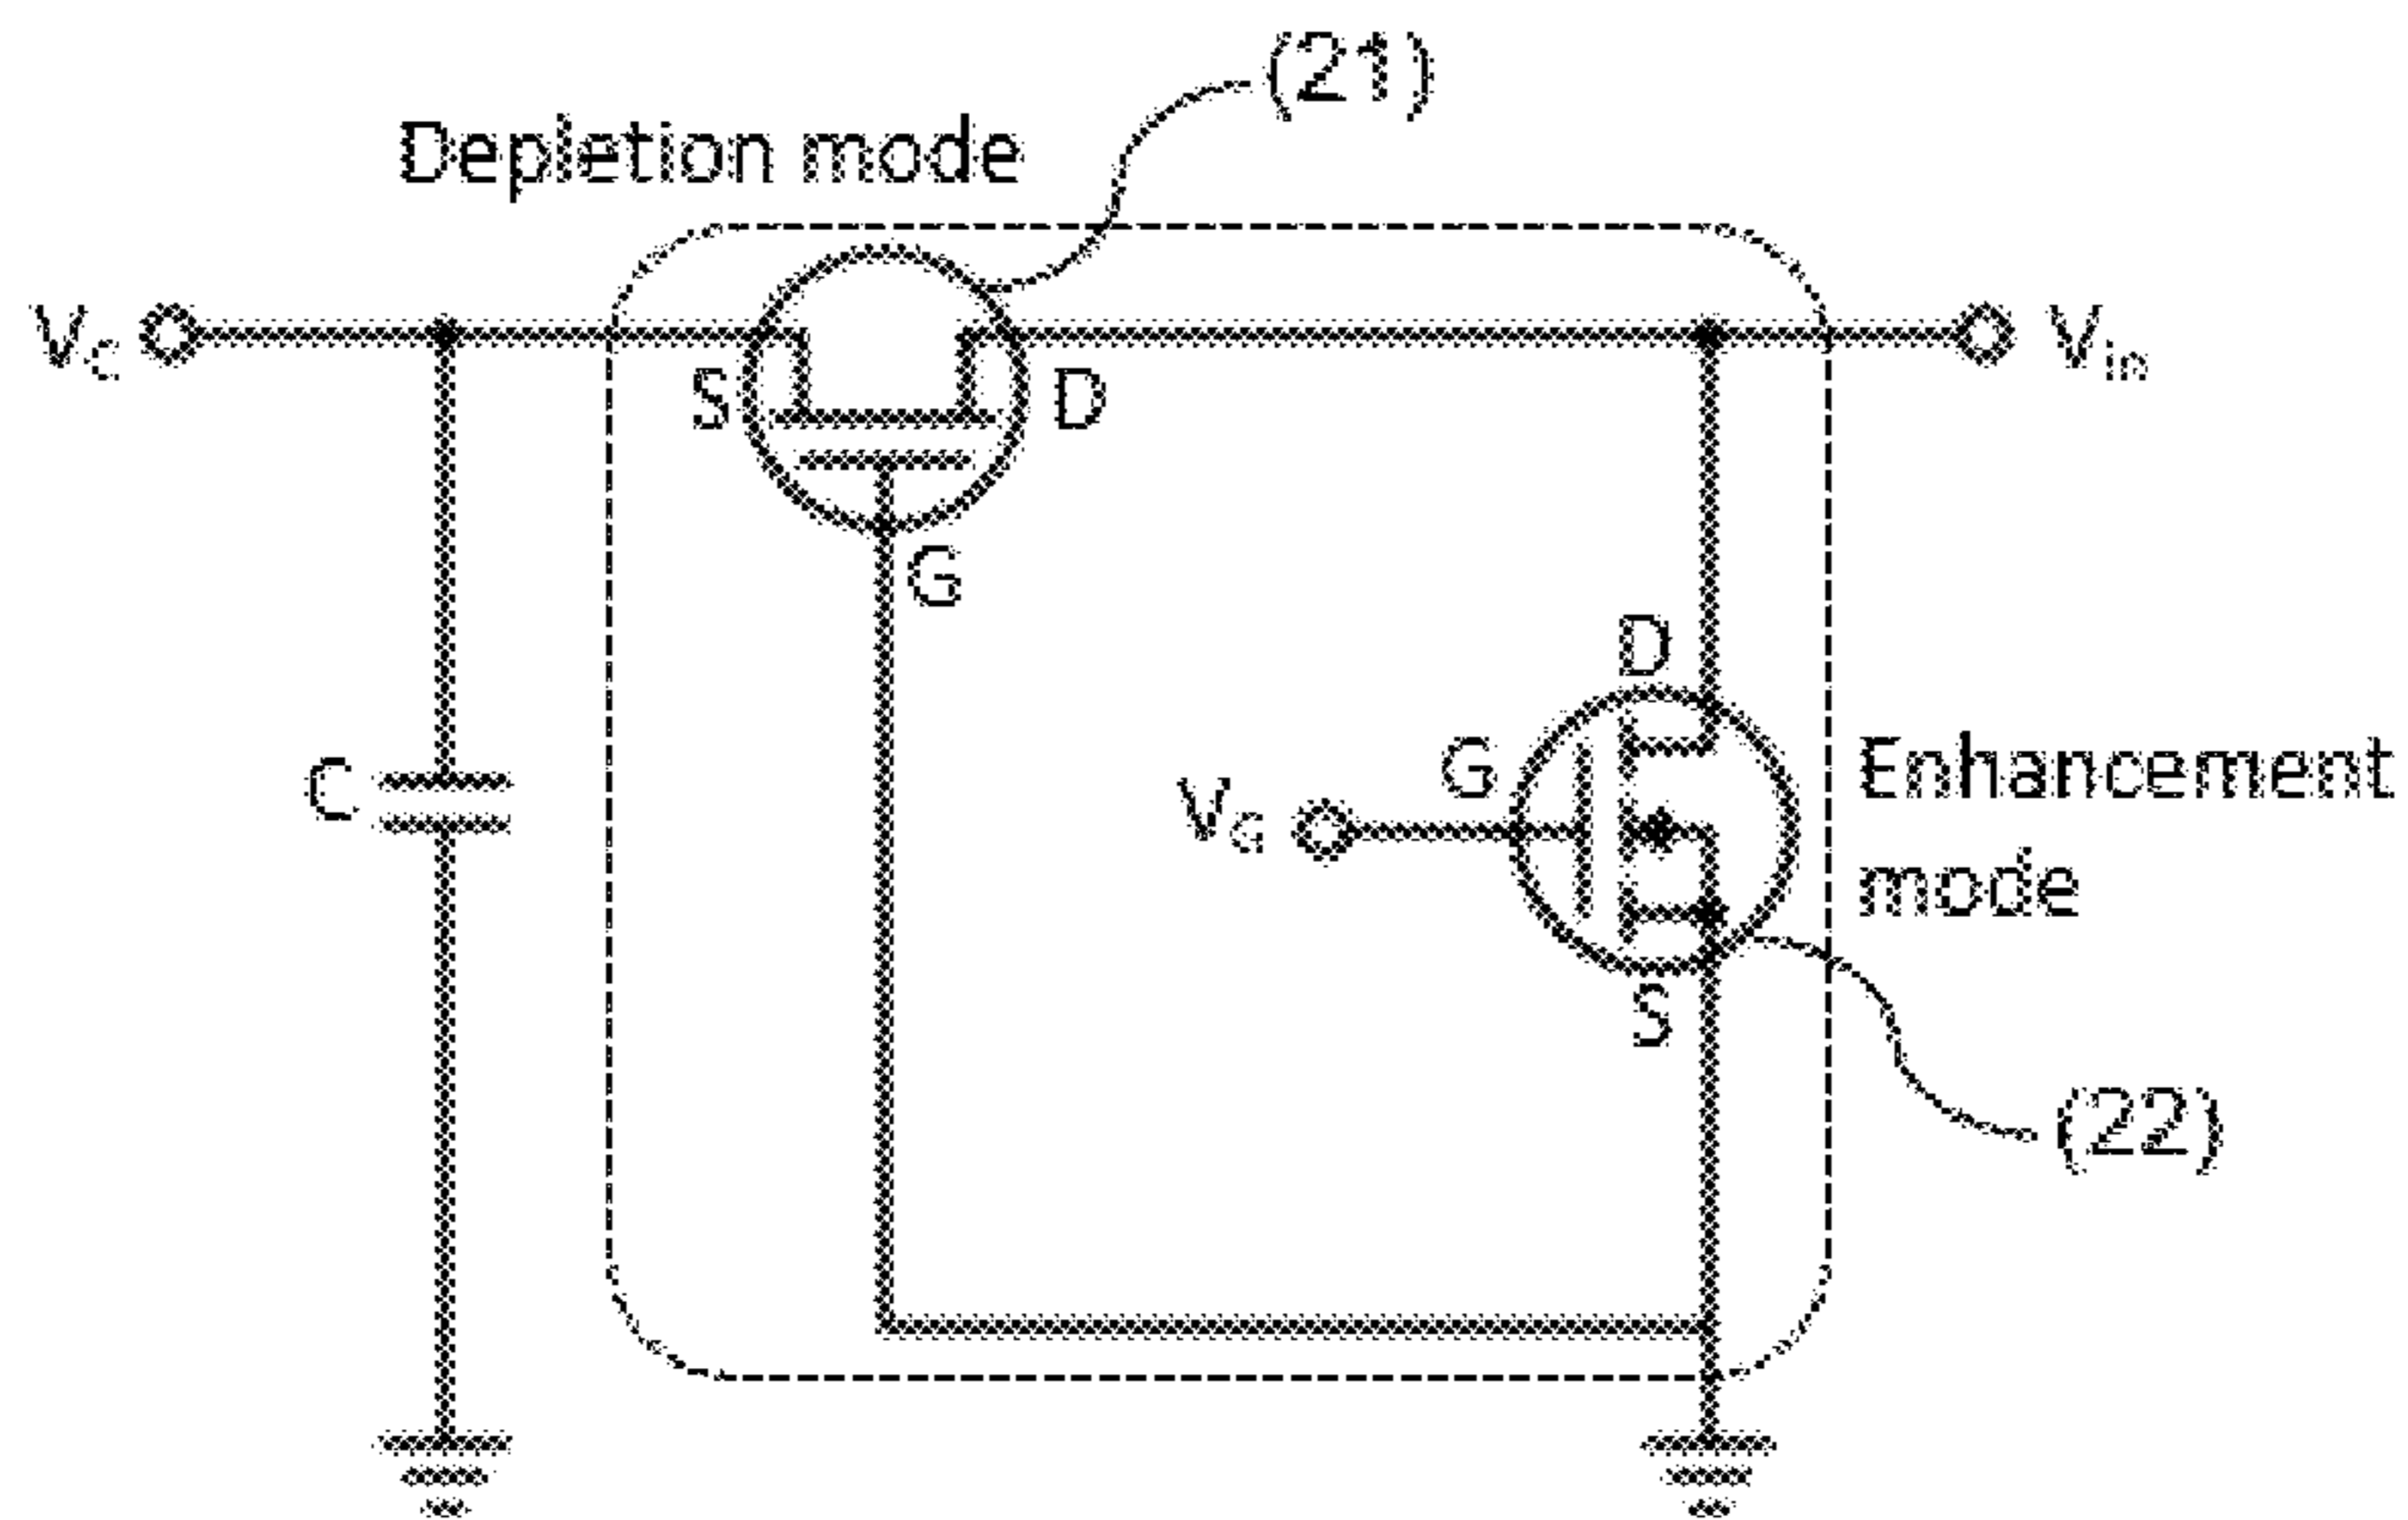 (21)
Depletion mode
V_C
S
D
V_in
G
D
C
V_G
G
Enhancement
mode
S
(22)